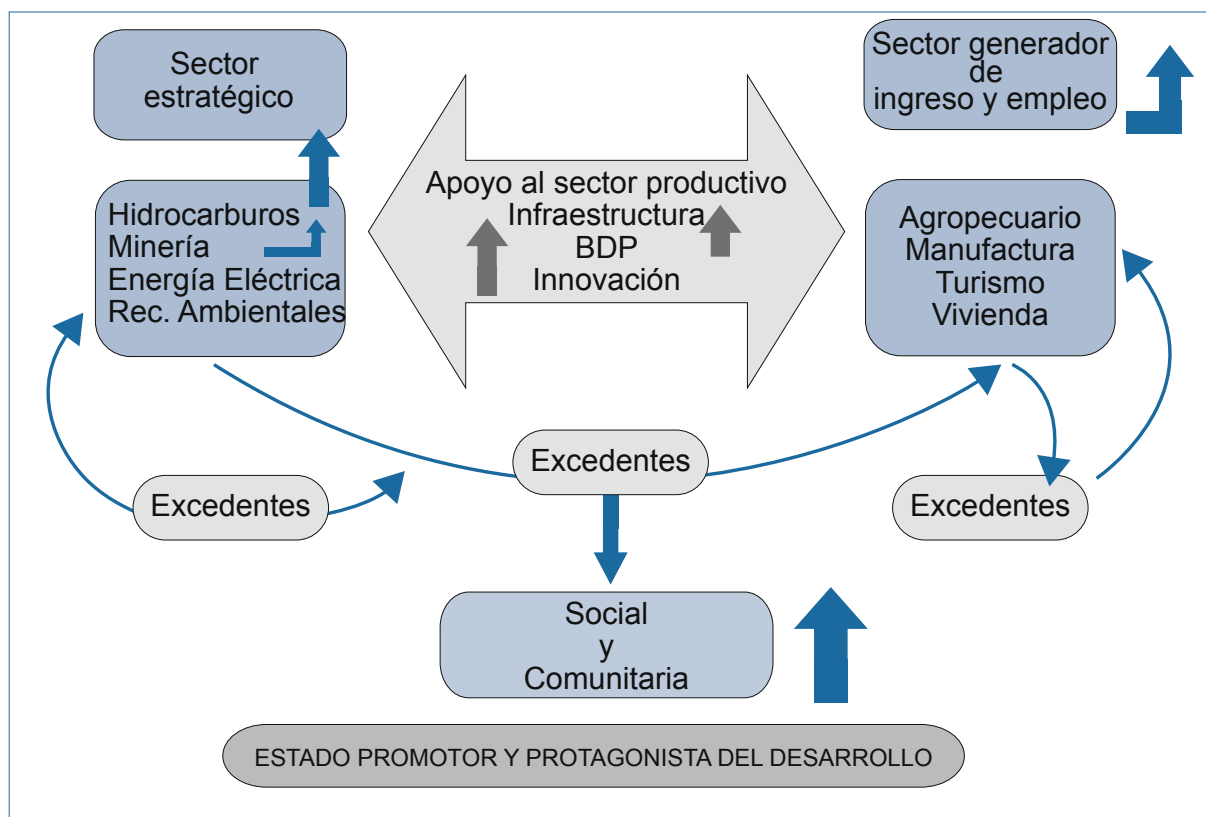 Sector
estratégico
Sector generador
de
ingreso y empleo
Hidrocarburos
Minería
Energía Eléctrica
Rec. Ambientales
Apoyo al sector productivo
Infraestructura
BDP
Innovación
Agropecuario
Manufactura
Turismo
Vivienda
Excedentes
Excedentes
Excedentes
Social
y
Comunitaria
ESTADO PROMOTOR Y PROTAGONISTA DEL DESARROLLO